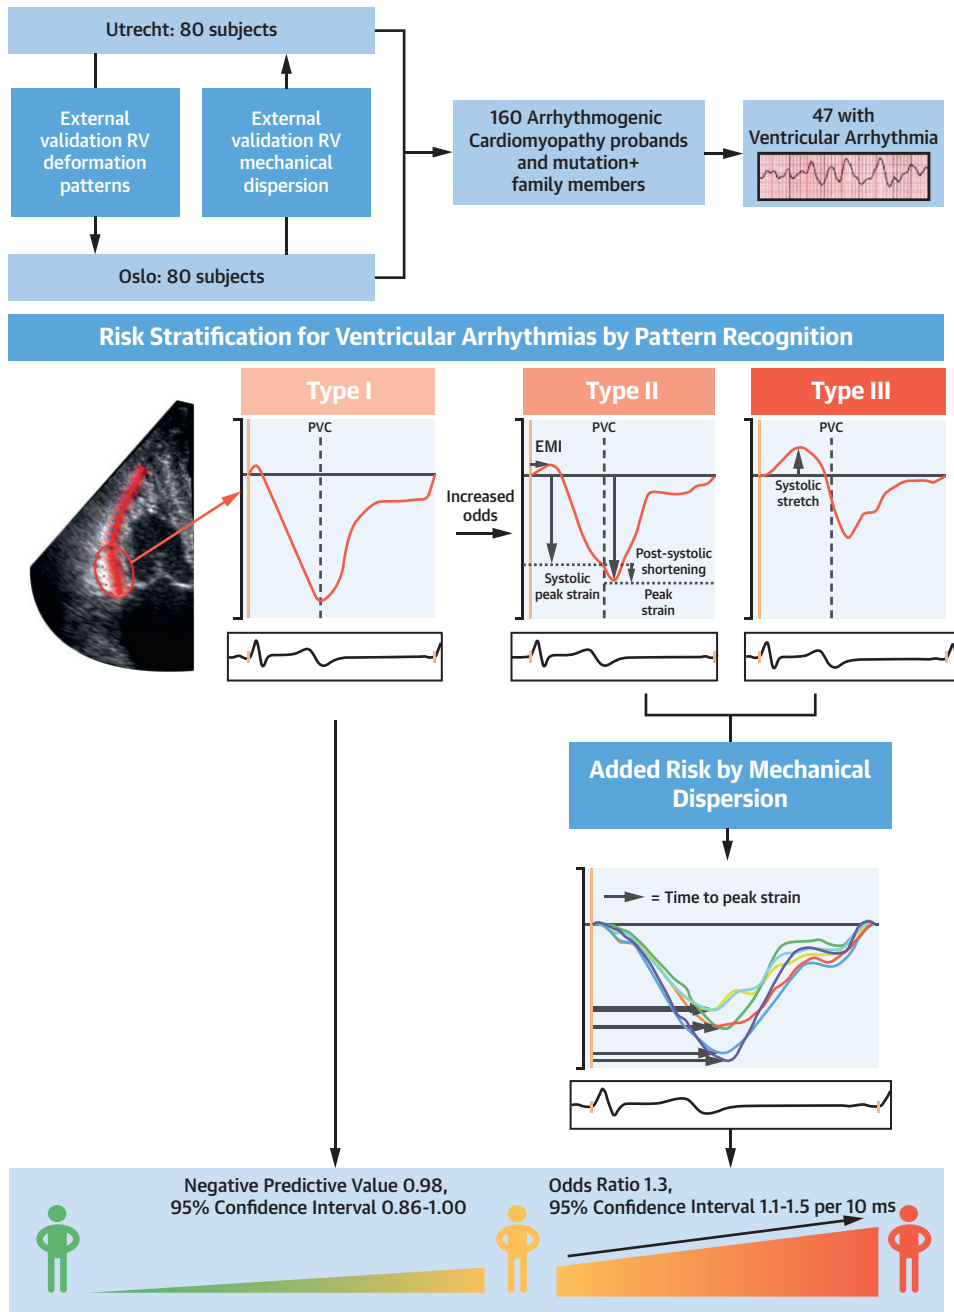 Utrecht: 80 subjects
External
validation RV
deformation
patterns
External
validation RV
mechanical
dispersion
Oslo: 80 subjects
160 Arrhythmogenic
Cardiomyopathy probands
and mutation+
family members
47 with
Ventricular Arrhythmia
Risk Stratification for Ventricular Arrhythmias by Pattern Recognition
Type I
PVC
Increased
odds
Type II
PVC
EMI
Systolic
peak strain
Post-systolic
shortening
Peak
strain
Type III
PVC
Systolic
stretch
Added Risk by Mechanical
Dispersion
= Time to peak strain
Negative Predictive Value 0.98,
95% Confidence Interval 0.86-1.00
Odds Ratio 1.3,
95% Confidence Interval 1.1-1.5 per 10 ms